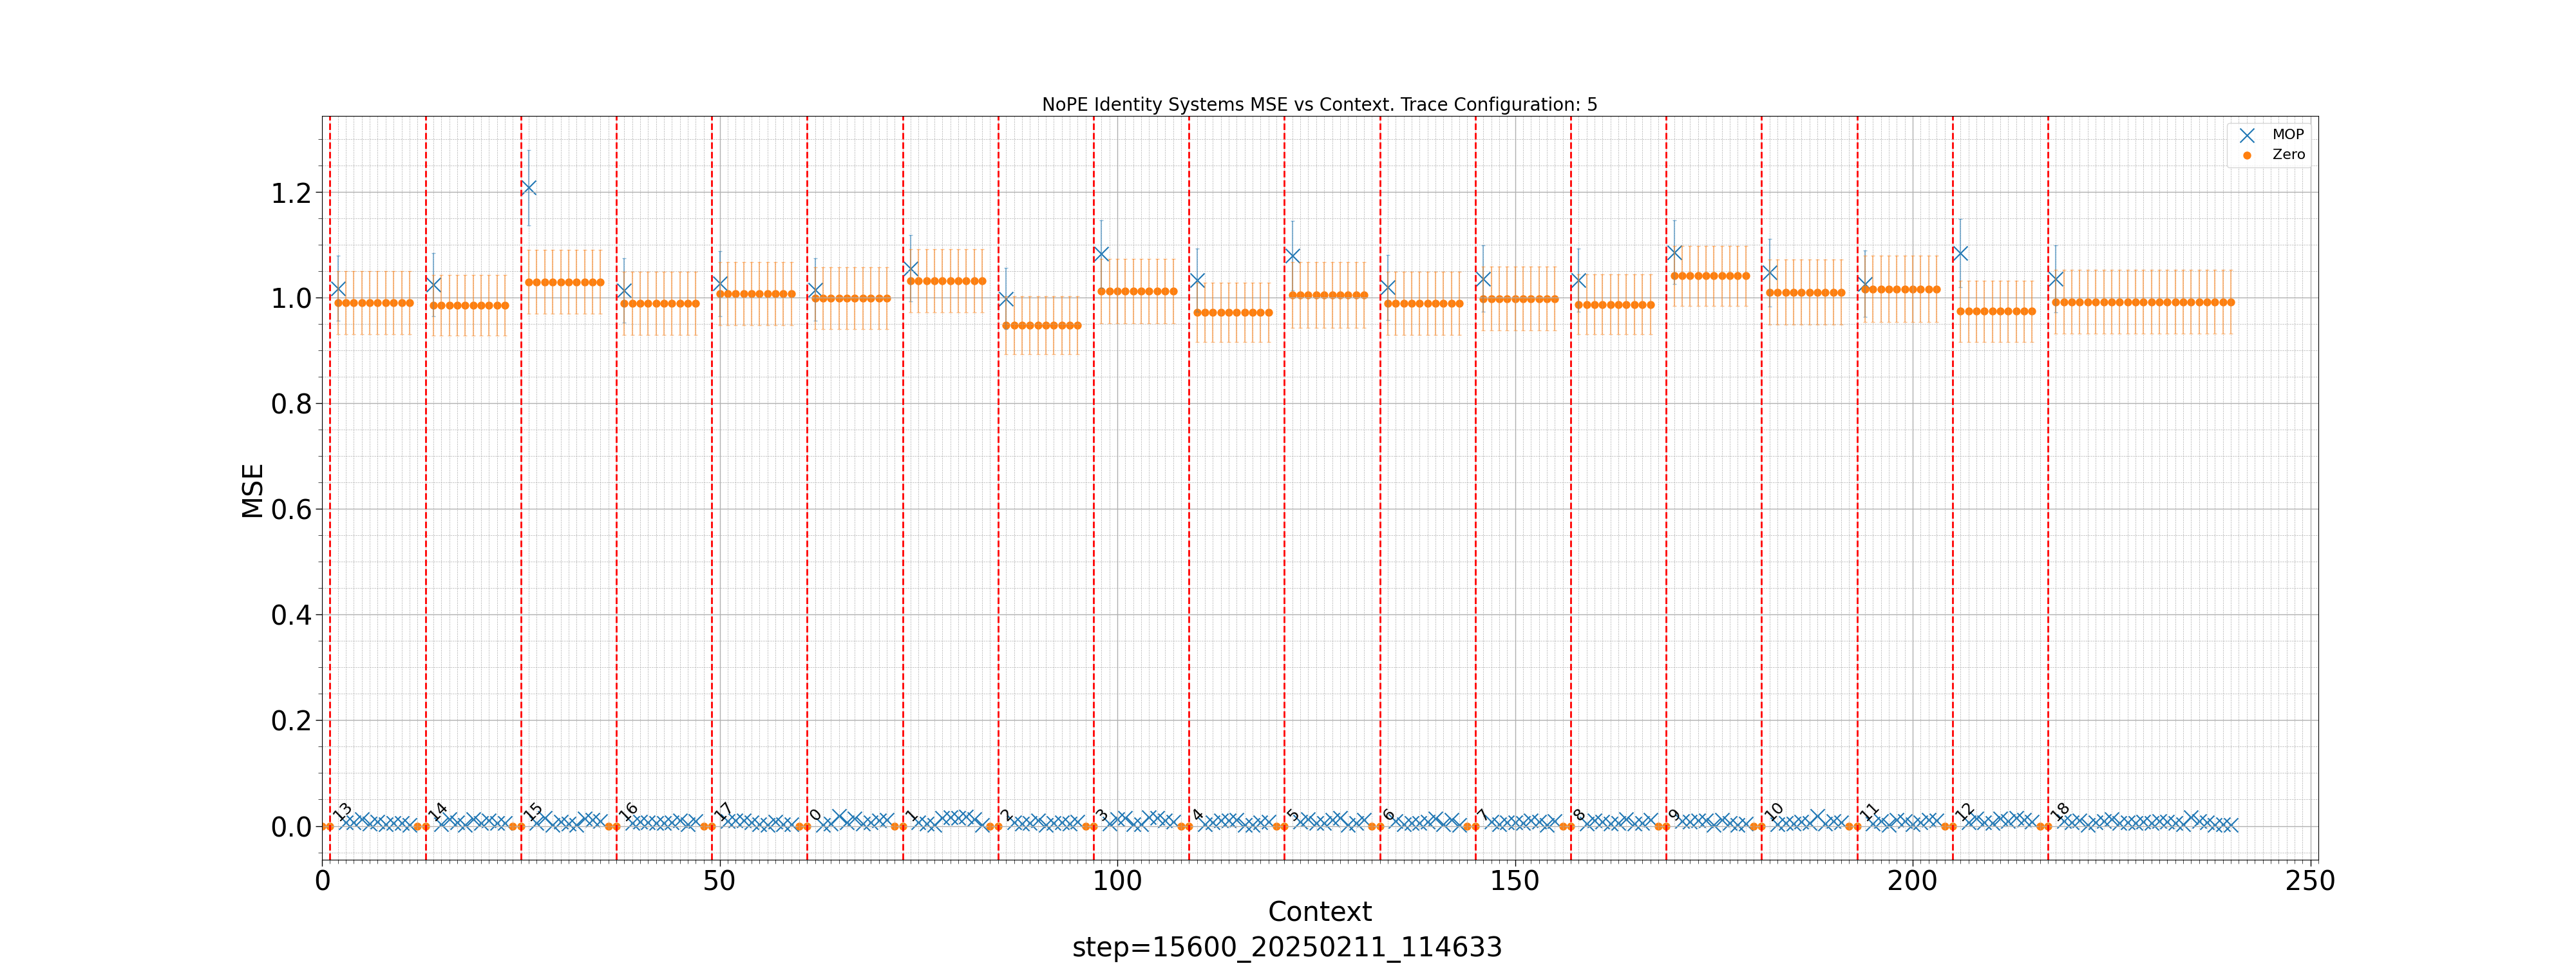 NoPE Identity Systems MSE vs Context. Trace Configuration: 5
MOP
Zero
MSE
1.2
1.0
0.8
0.6
0.4
0.2
0.0
13 14 15 16 17 0 1 2 3 4 5 6 7 8 9 10 11 12 18
0 50 100 150 200 250
Context
step=15600_20250211_114633